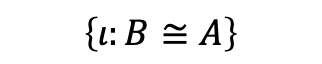 {𝜄: 𝐵 ≅ 𝐴}